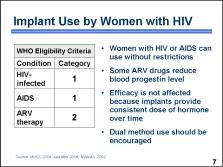 Implant Use by Women with HIV
WHO Eligibility Criteria
Condition Category
HIV-
infected 1
AIDS 1
ARV
therapy 2
• Women with HIV or AIDS can
use without restrictions
• Some ARV drugs reduce
blood progestin level
• Efficacy is not affected
because implants provide
consistent dose of hormone
over time
• Dual method use should be
encouraged
Source: WHO, 2004, updated 2008;
7